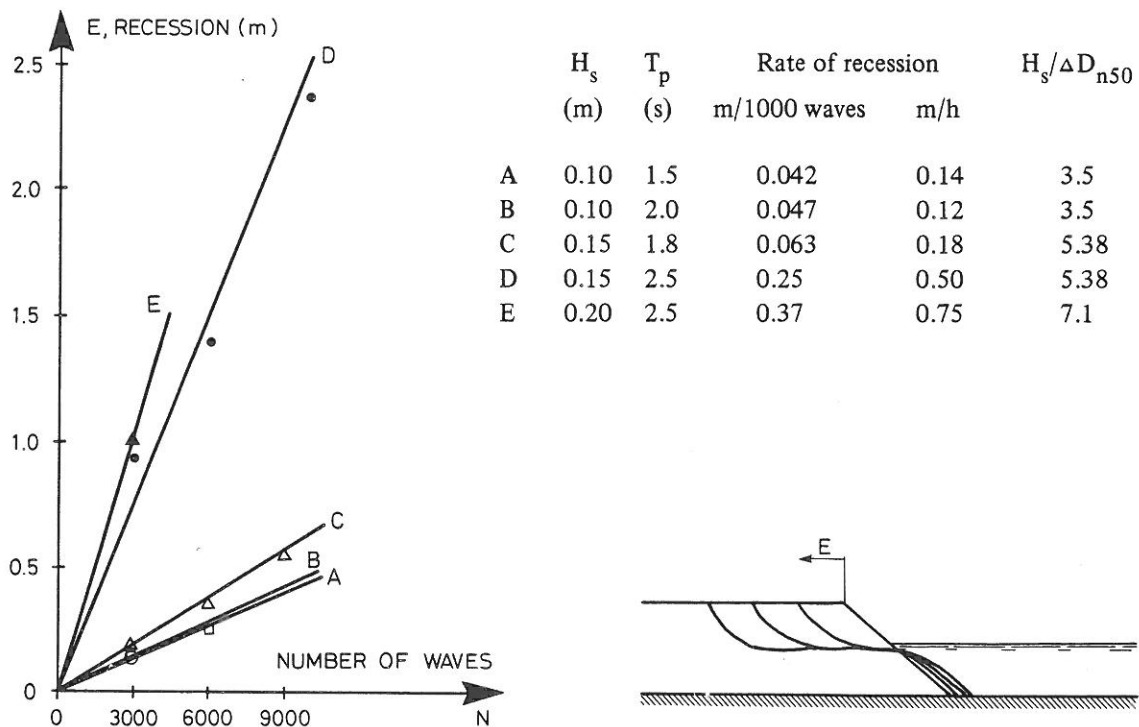 E, RECESSION (m)
2.5
2.0
1.5
1.0
0.5
0
D
E
C
B
A
NUMBER OF WAVES
0 3000 6000 9000 N
H_s T_p Rate of recession H_s/ΔD_n50
(m) (s) m/1000 waves m/h
A 0.10 1.5 0.042 0.14 3.5
B 0.10 2.0 0.047 0.12 3.5
C 0.15 1.8 0.063 0.18 5.38
D 0.15 2.5 0.25 0.50 5.38
E 0.20 2.5 0.37 0.75 7.1
E